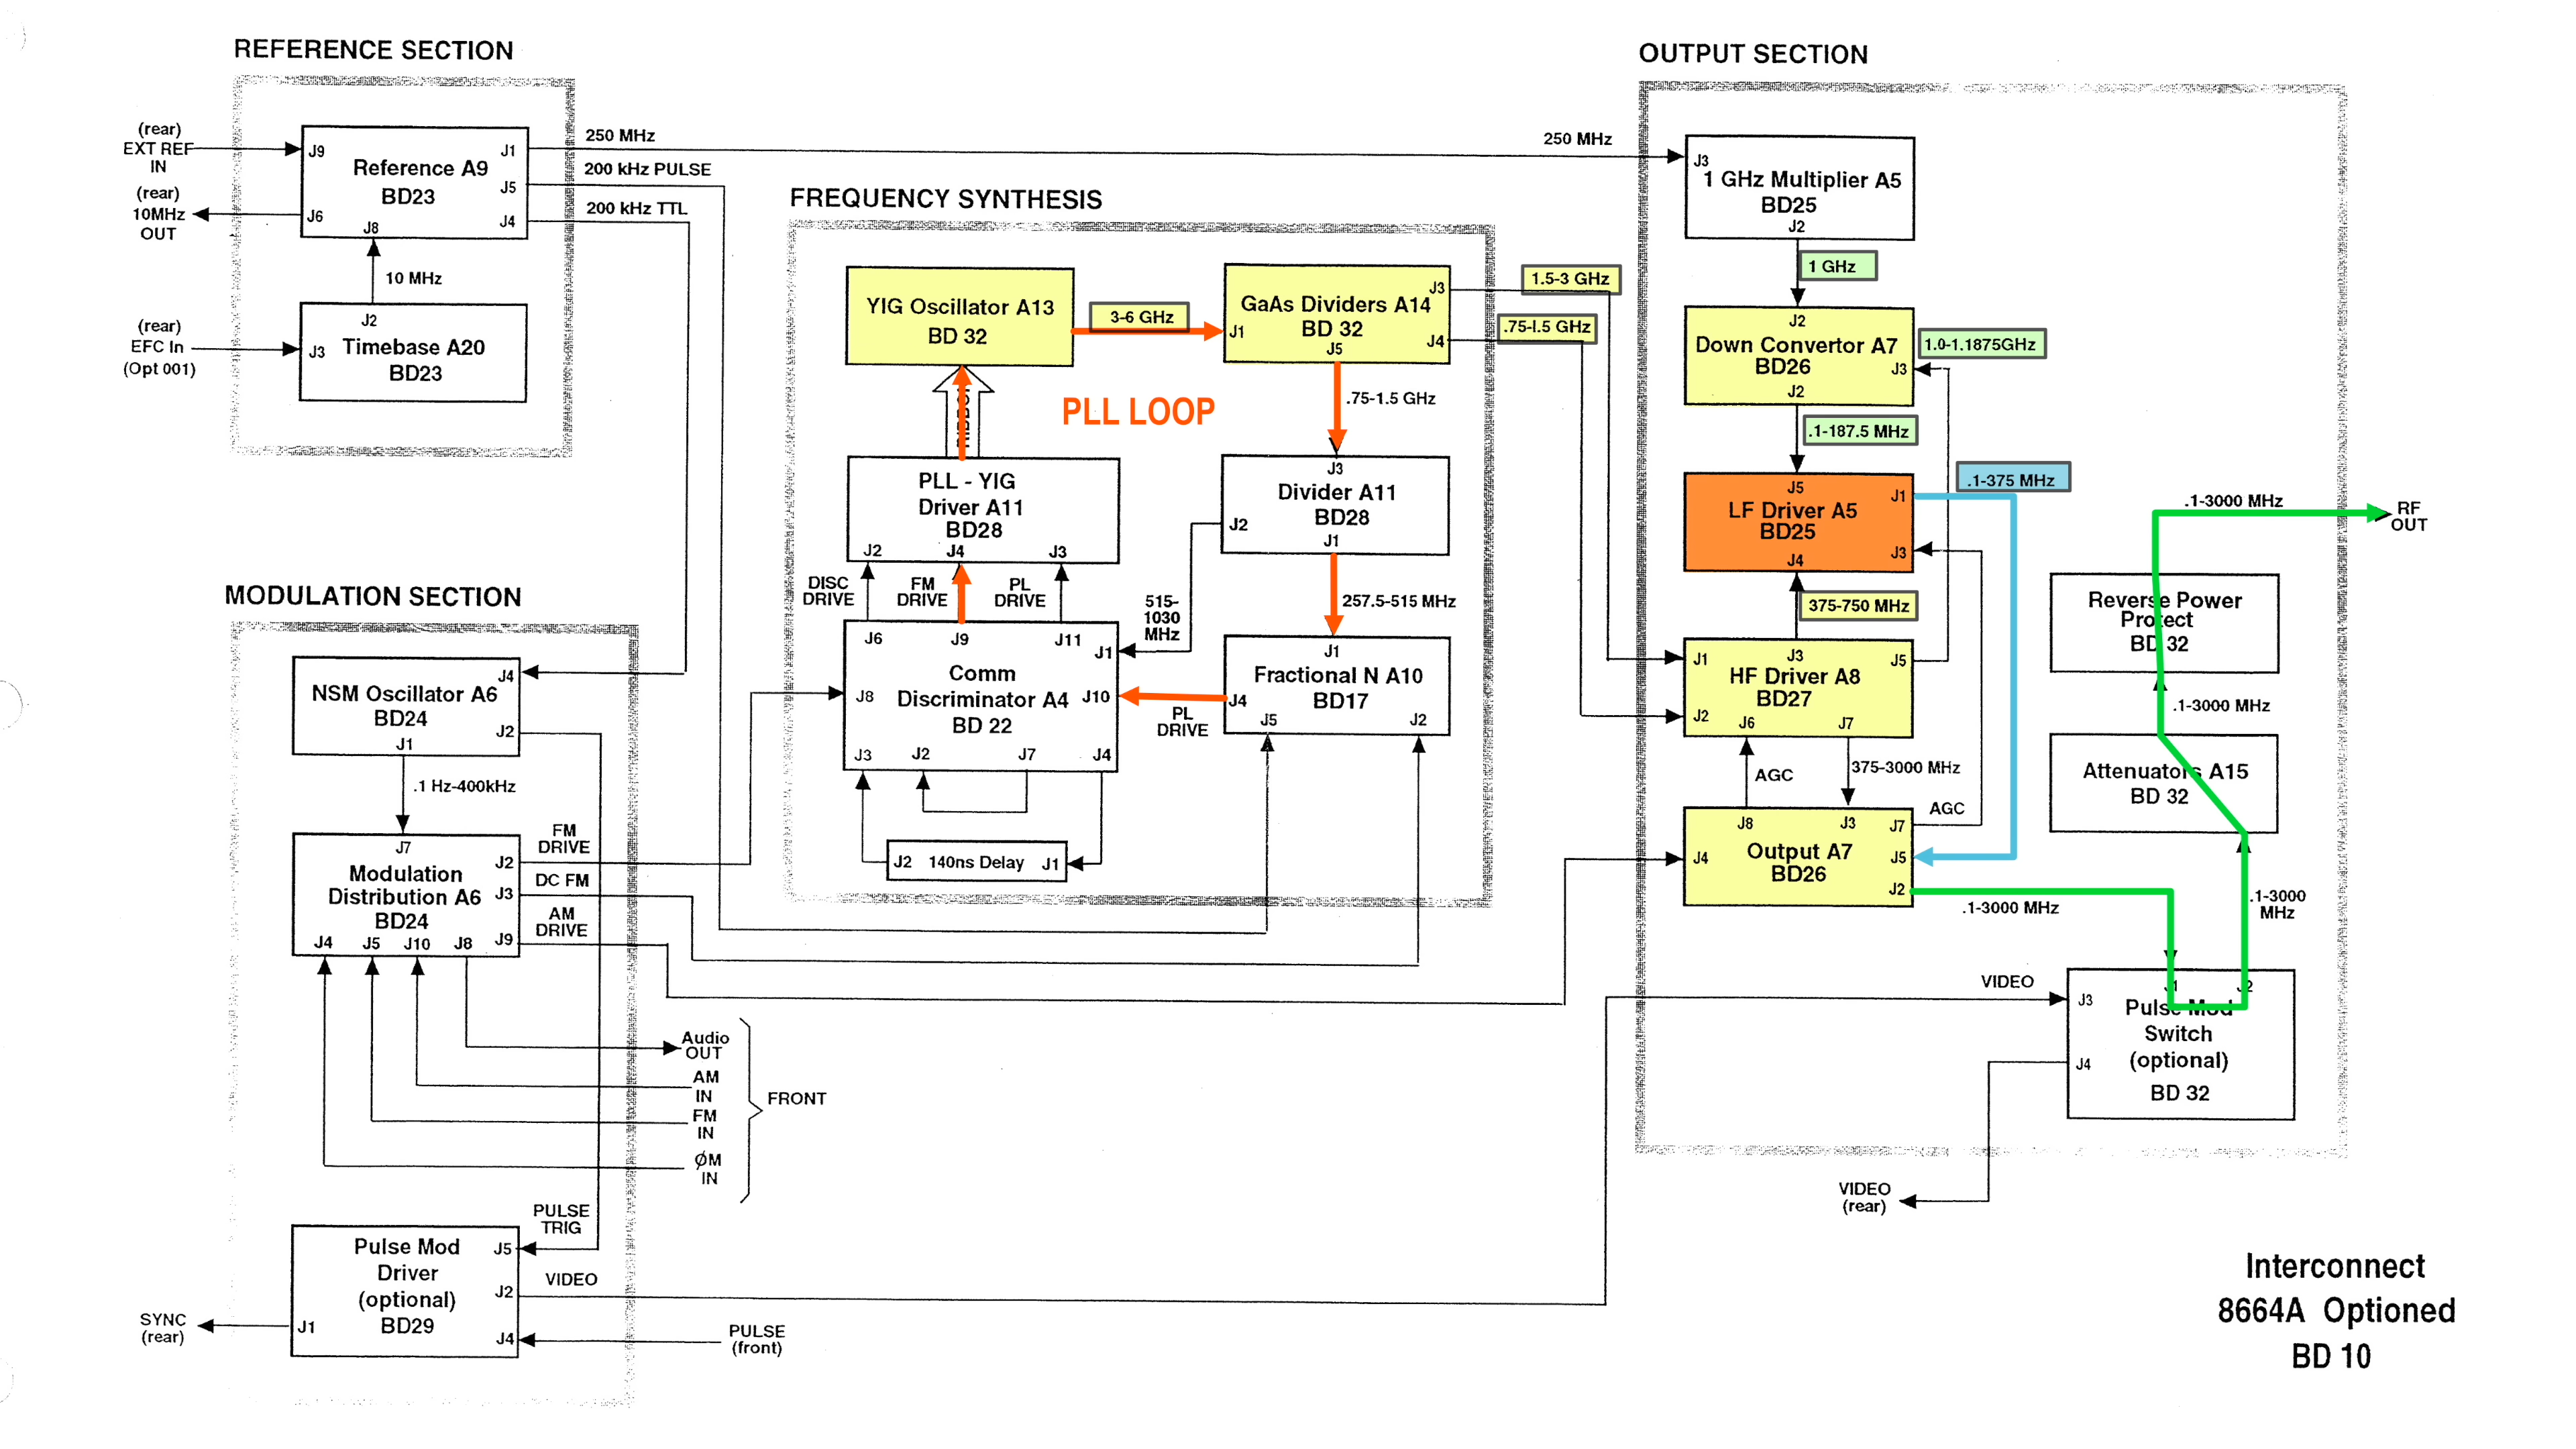 REFERENCE SECTION
(rear)
EXT REF
IN
(rear)
10MHz
OUT
J9
J1
Reference A9
BD23
J5
J6
J4
J8
10 MHz
(rear)
EFC In
(Opt 001)
J2
J3
Timebase A20
BD23
250 MHz
200 kHz PULSE
200 kHz TTL
250 MHz
FREQUENCY SYNTHESIS
YIG Oscillator A13
BD 32
3-6 GHz
J3
GaAs Dividers A14
BD 32
J1
J5
J4
1.5-3 GHz
.75-1.5 GHz
PLL LOOP
.75-1.5 GHz
PLL - YIG
Driver A11
BD28
J2
J4
J3
J3
Divider A11
BD28
J2
J1
DISC
DRIVE
FM
DRIVE
PL
DRIVE
515-
1030
MHz
257.5-515 MHz
J6
J9
J11
J1
Comm
Discriminator A4
BD 22
J8
J10
J3
J2
J7
J4
J1
Fractional N A10
BD17
J4
J5
J2
PL
DRIVE
J2
140ns Delay
J1
MODULATION SECTION
J4
NSM Oscillator A6
BD24
J2
J1
.1 Hz-400kHz
J7
J2
Modulation
Distribution A6
BD24
J3
J4
J5
J10
J8
J9
FM
DRIVE
DC FM
AM
DRIVE
Audio
OUT
AM
IN
FM
IN
ØM
IN
FRONT
PULSE
TRIG
Pulse Mod
Driver
(optional)
BD29
J5
J2
J1
J4
VIDEO
SYNC
(rear)
PULSE
(front)
OUTPUT SECTION
J3
1 GHz Multiplier A5
BD25
J2
1 GHz
J2
Down Convertor A7
BD26
J3
J2
1.0-1.1875GHz
.1-187.5 MHz
J5
J1
LF Driver A5
BD25
J3
J4
.1-375 MHz
375-750 MHz
J1
J3
J5
HF Driver A8
BD27
J2
J6
J7
AGC
375-3000 MHz
AGC
J8
J3
J7
J4
Output A7
BD26
J5
J2
.1-3000 MHz
.1-3000 MHz
RF
OUT
Reverse Power
Protect
BD 32
.1-3000 MHz
Attenuators A15
BD 32
.1-3000
MHz
VIDEO
J1
J2
J3
Pulse Mod
Switch
(optional)
J4
BD 32
VIDEO
(rear)
Interconnect
8664A Optioned
BD 10